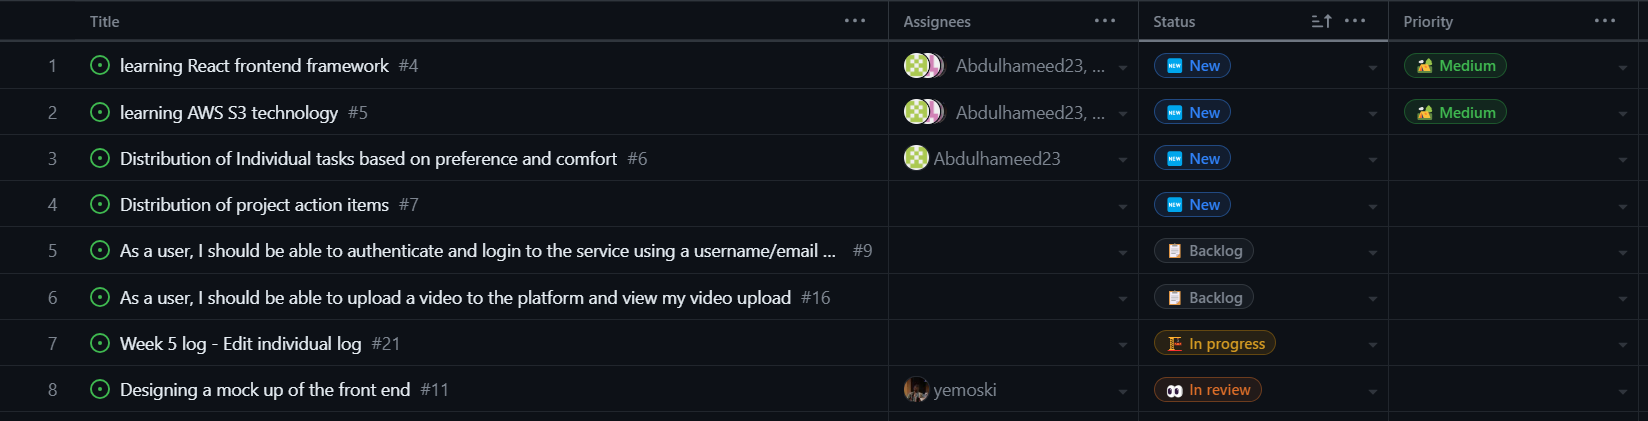 Title Assignees Status Priority
1 learning React frontend framework #4 Abdulhameed23, ... NEW New Medium
2 learning AWS S3 technology #5 Abdulhameed23, ... NEW New Medium
3 Distribution of Individual tasks based on preference and comfort #6 Abdulhameed23 NEW New
4 Distribution of project action items #7 NEW New
5 As a user, I should be able to authenticate and login to the service using a username/email ... #9 Backlog
6 As a user, I should be able to upload a video to the platform and view my video upload #16 Backlog
7 Week 5 log - Edit individual log #21 In progress
8 Designing a mock up of the front end #11 yemoski In review